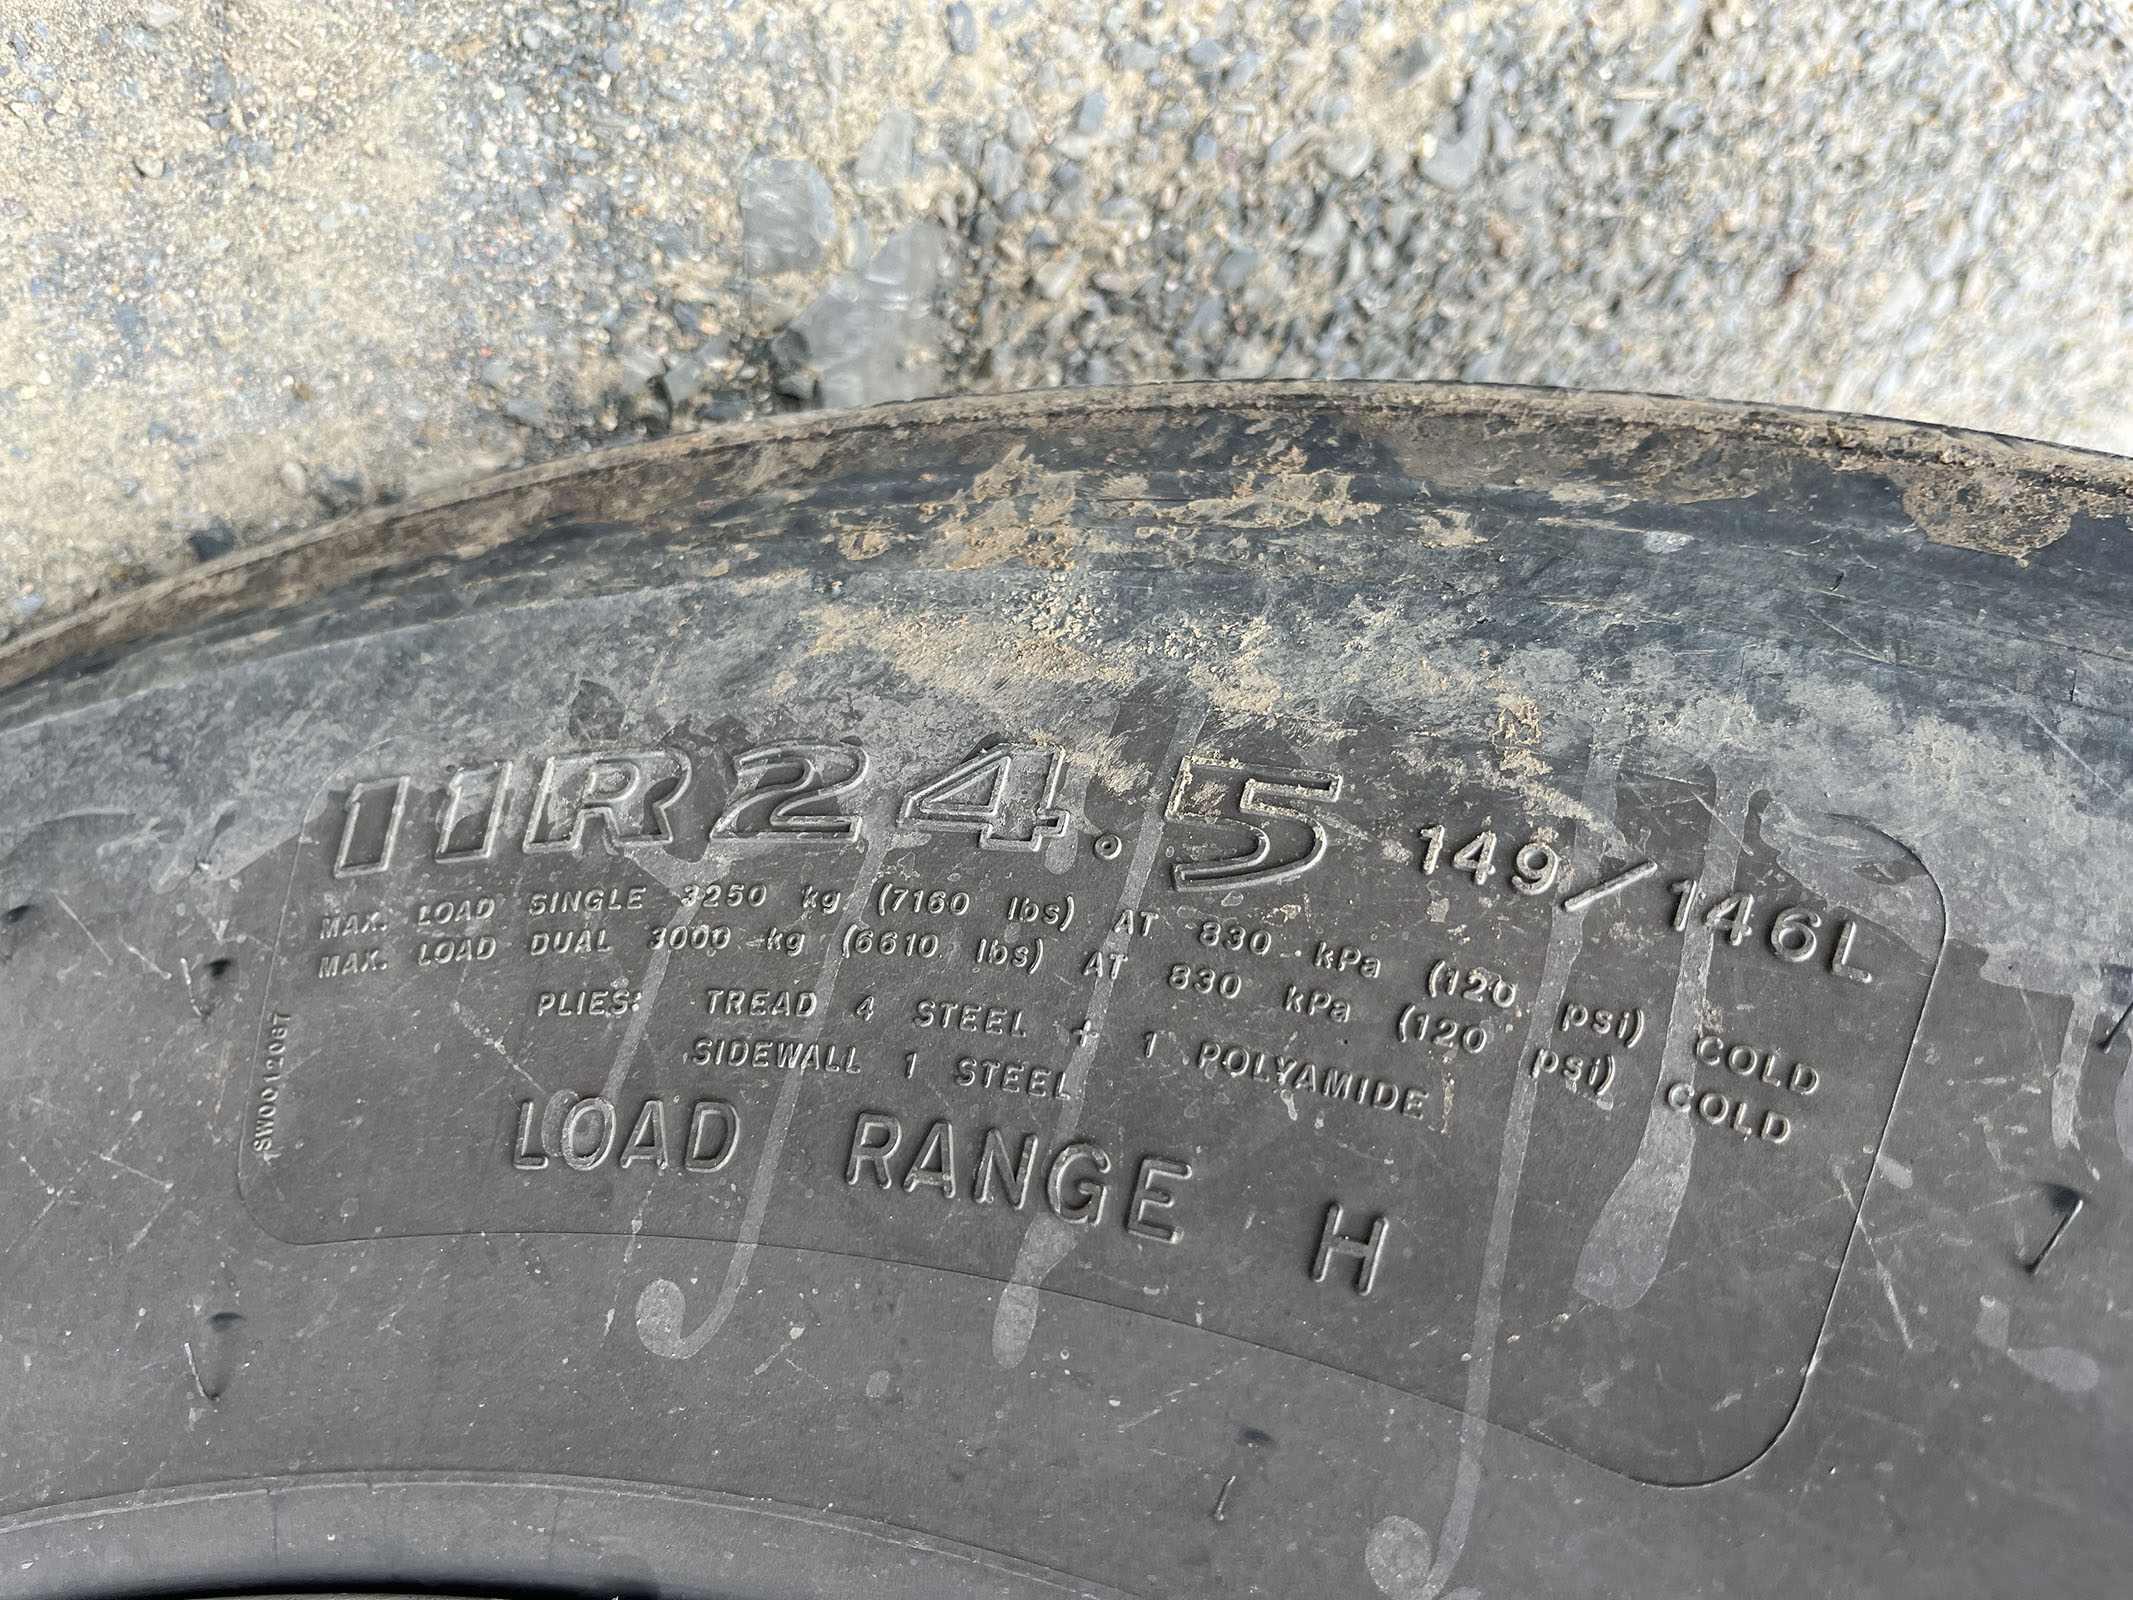 11R24.5 149/146L
MAX. LOAD SINGLE 3250 kg (7160 lbs) AT 830 kPa (120 psi) COLD
MAX. LOAD DUAL 3000 kg (6610 lbs) AT 830 kPa (120 psi) COLD
PLIES: TREAD 4 STEEL + 1 POLYAMIDE
SIDEWALL 1 STEEL
LOAD RANGE H
SW0012067